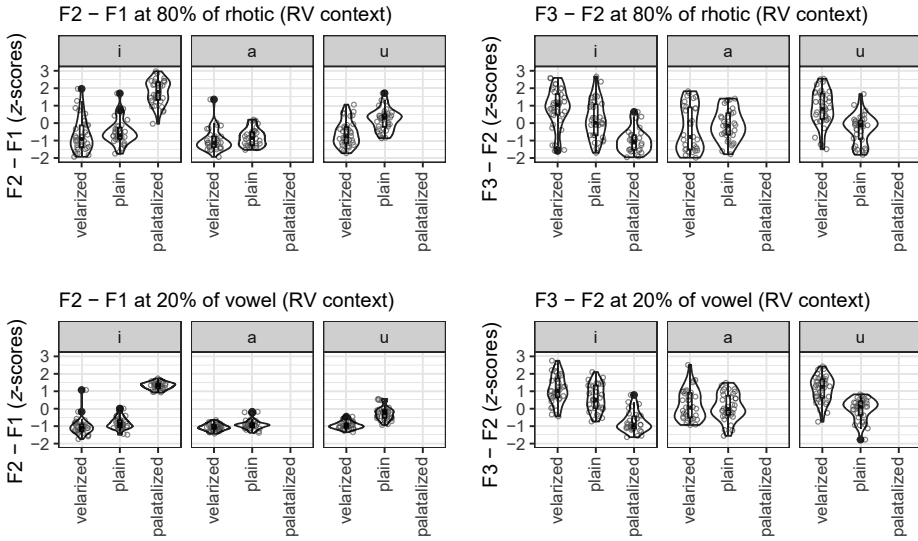 F2 − F1 at 80% of rhotic (RV context)
i a u
F2 − F1 (z-scores)
3
2
1
0
−1
−2
velarized plain palatalized velarized plain palatalized velarized plain palatalized
F3 − F2 at 80% of rhotic (RV context)
i a u
F3 − F2 (z-scores)
3
2
1
0
−1
−2
velarized plain palatalized velarized plain palatalized velarized plain palatalized
F2 − F1 at 20% of vowel (RV context)
i a u
F2 − F1 (z-scores)
3
2
1
0
−1
−2
velarized plain palatalized velarized plain palatalized velarized plain palatalized
F3 − F2 at 20% of vowel (RV context)
i a u
F3 − F2 (z-scores)
3
2
1
0
−1
−2
velarized plain palatalized velarized plain palatalized velarized plain palatalized